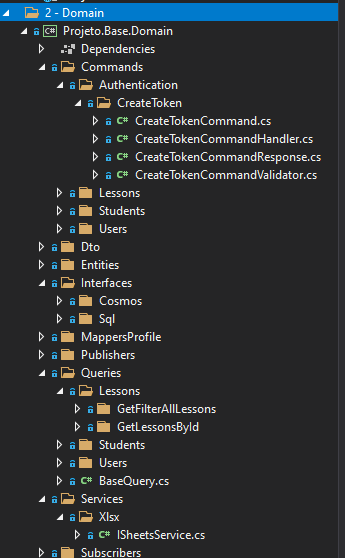 2 - Domain
C# Projeto.Base.Domain
Dependencies
Commands
Authentication
CreateToken
C# CreateTokenCommand.cs
C# CreateTokenCommandHandler.cs
C# CreateTokenCommandResponse.cs
C# CreateTokenCommandValidator.cs
Lessons
Students
Users
Dto
Entities
Interfaces
Cosmos
Sql
MappersProfile
Publishers
Queries
Lessons
GetFilterAllLessons
GetLessonsById
Students
Users
C# BaseQuery.cs
Services
Xlsx
C# ISheetsService.cs
Subscribers